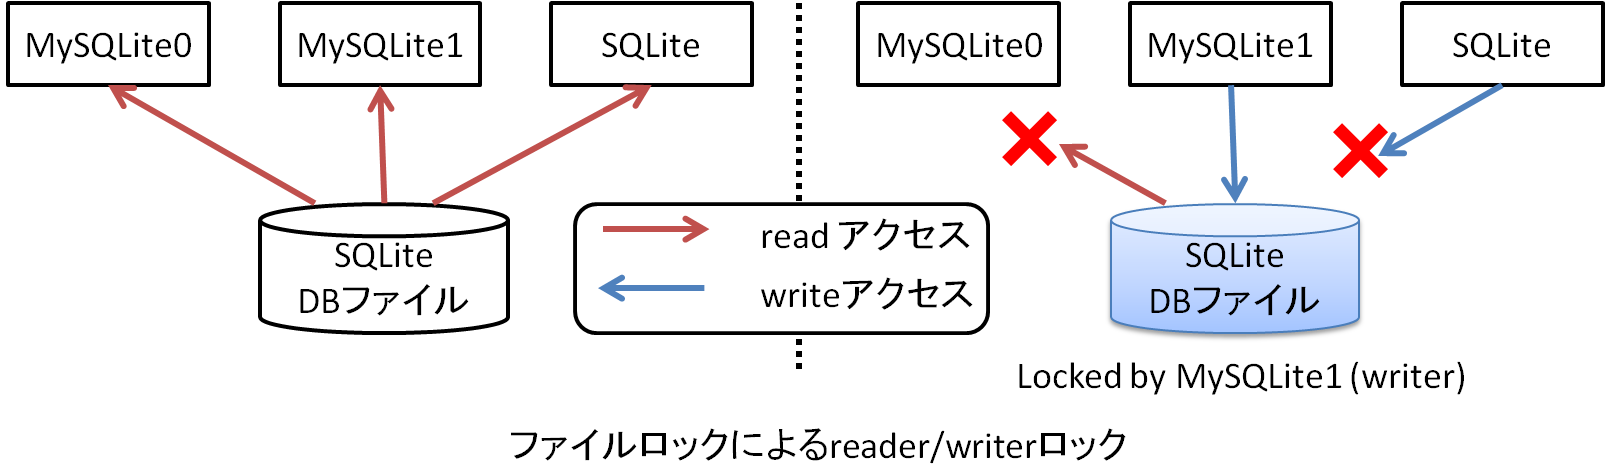 MySQLite0
MySQLite1
SQLite
SQLite
DBファイル
MySQLite0
MySQLite1
SQLite
SQLite
DBファイル
Locked by MySQLite1 (writer)
read アクセス
writeアクセス
ファイルロックによるreader/writerロック